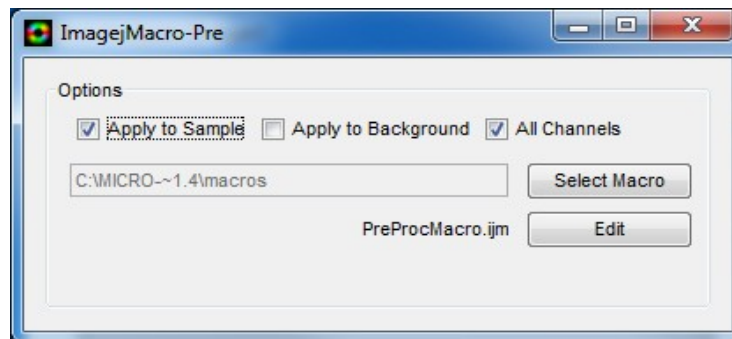 ImagejMacro-Pre
Options
Apply to Sample Apply to Background All Channels
C:\MICRO-~1.4\macros Select Macro
PreProcMacro.ijm Edit